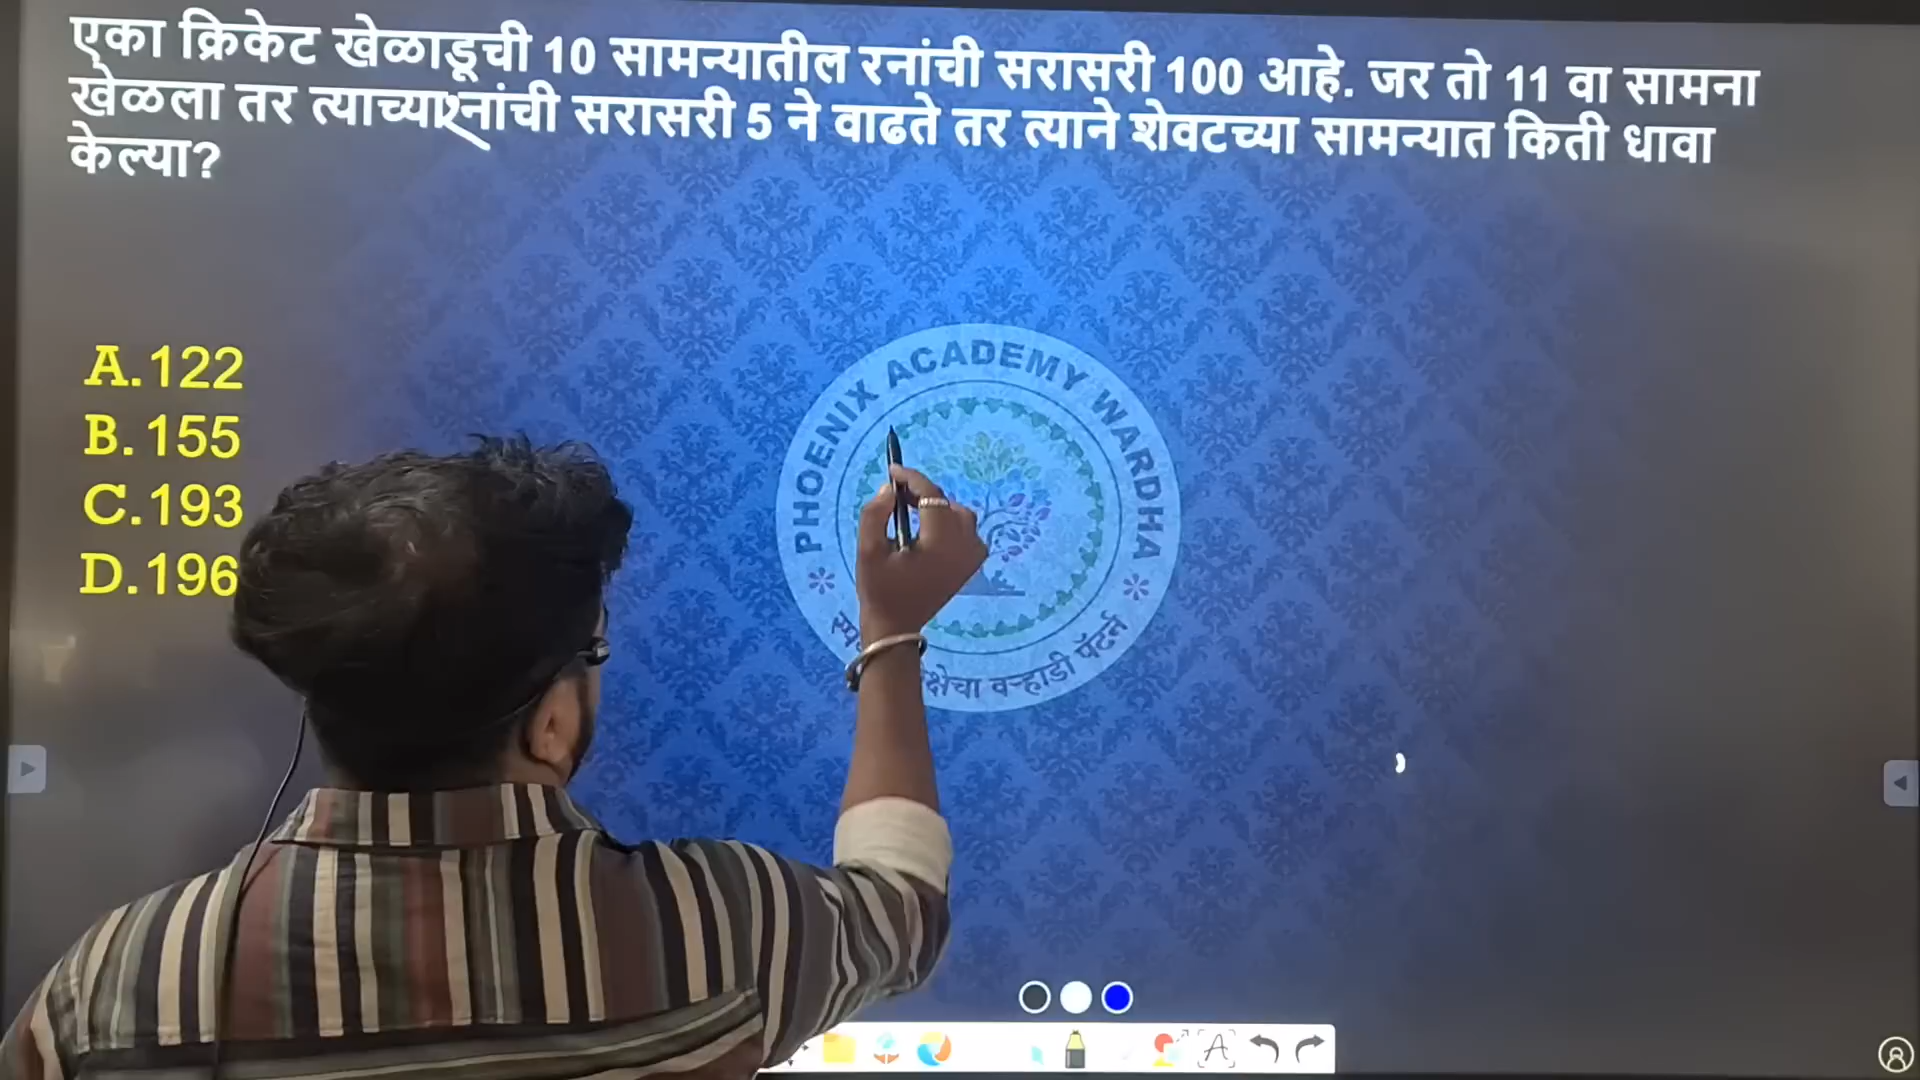 एका क्रिकेट खेळाडूची 10 सामन्यातील रनांची सरासरी 100 आहे. जर तो 11 वा सामना
खेळला तर त्याच्या रनांची सरासरी 5 ने वाढते तर त्याने शेवटच्या सामन्यात किती धावा
केल्या?
A.122
B.155
C.193
D.196
PHOENIX ACADEMY WARDHA
वऱ्हाडी पॅटर्न